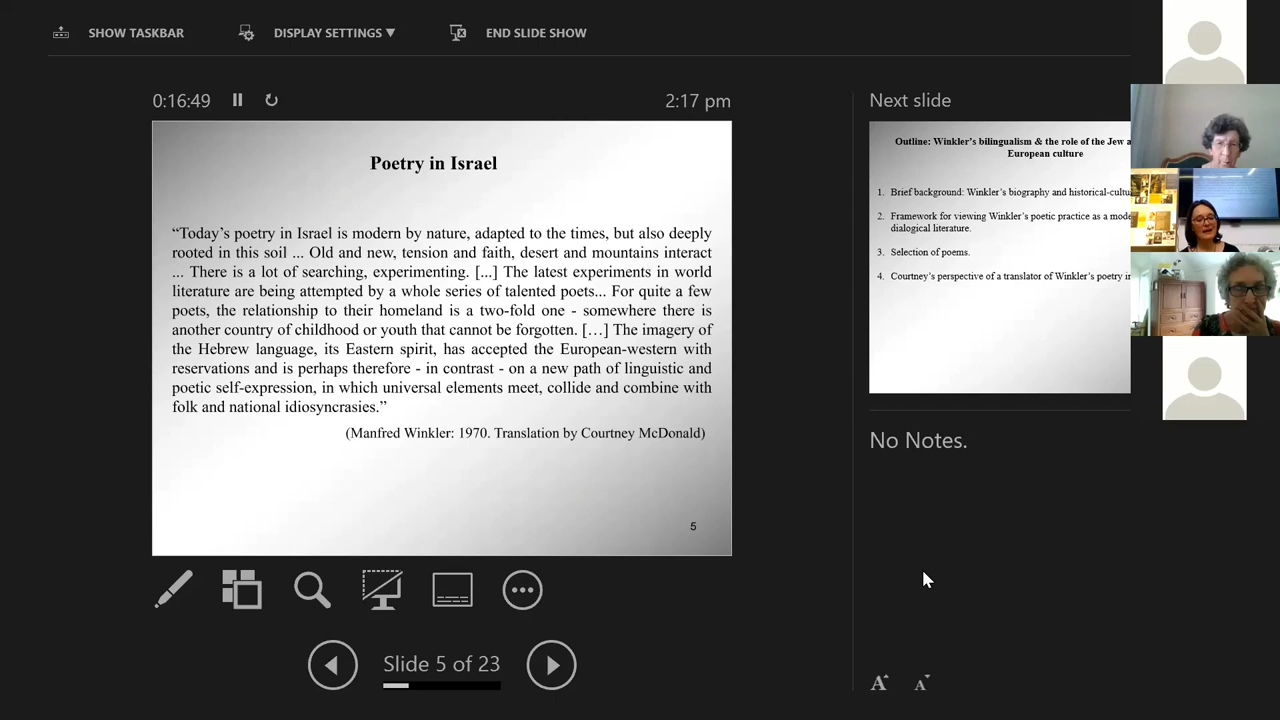 SHOW TASKBAR
DISPLAY SETTINGS ▼
END SLIDE SHOW
0:16:49
2:17 pm
Poetry in Israel
“Today’s poetry in Israel is modern by nature, adapted to the times, but also deeply
rooted in this soil ... Old and new, tension and faith, desert and mountains interact
... There is a lot of searching, experimenting. [...] The latest experiments in world
literature are being attempted by a whole series of talented poets... For quite a few
poets, the relationship to their homeland is a two-fold one - somewhere there is
another country of childhood or youth that cannot be forgotten. […] The imagery of
the Hebrew language, its Eastern spirit, has accepted the European-western with
reservations and is perhaps therefore - in contrast - on a new path of linguistic and
poetic self-expression, in which universal elements meet, collide and combine with
folk and national idiosyncrasies.”
(Manfred Winkler: 1970. Translation by Courtney McDonald)
5
Slide 5 of 23
Next slide
Outline: Winkler’s bilingualism & the role of the Jew
European culture
1. Brief background: Winkler’s biography and
2. Framework for viewing Winkler’s poetic practice as a
dialogical literature.
3. Selection of poems.
4. Courtney’s perspective of a translator of Winkler’s poetry
No Notes.
A A